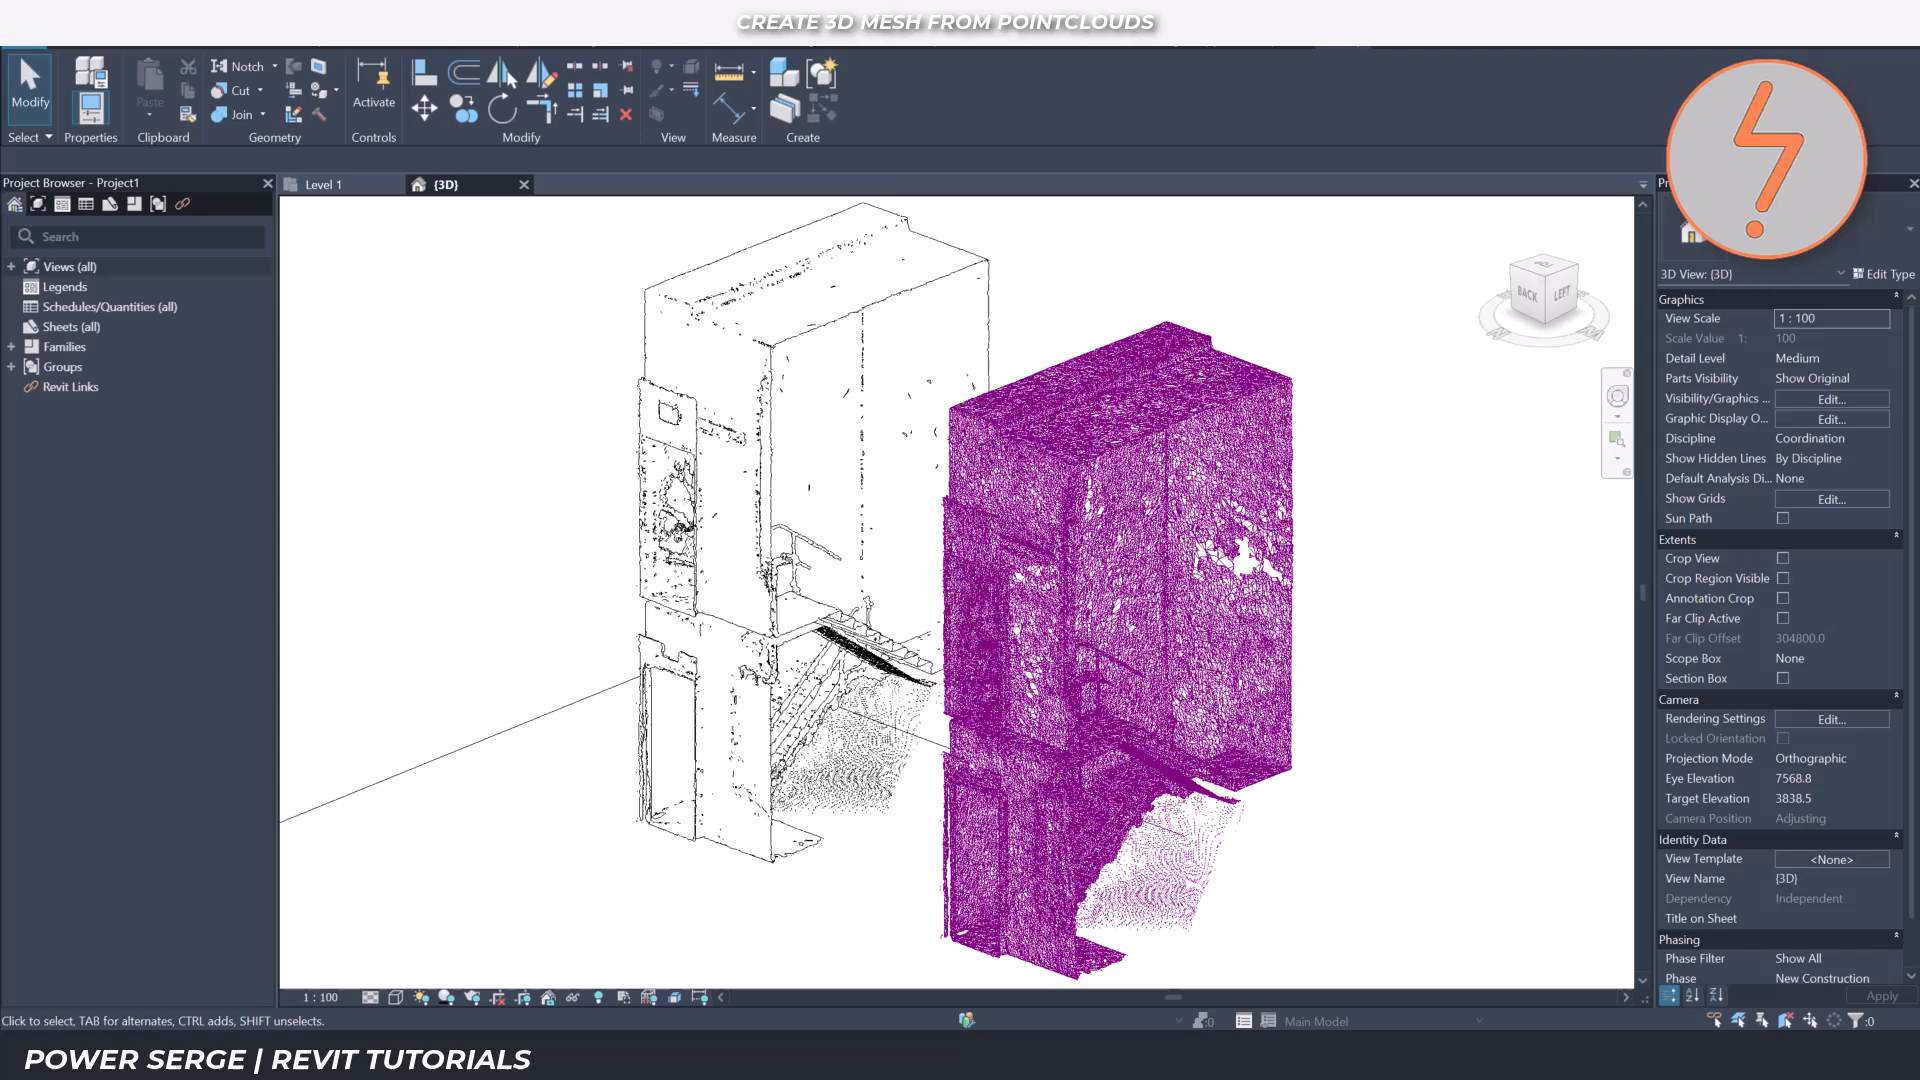 CREATE 3D MESH FROM POINTCLOUDS
Modify
Select
Properties
Paste
Clipboard
Notch
Cut
Join
Geometry
Activate
Controls
Modify
View
Measure
Create
Project Browser - Project1
Search
Views (all)
Legends
Schedules/Quantities (all)
Sheets (all)
Families
Groups
Revit Links
Level 1
{3D}
TOP
BACK
LEFT
3D View: {3D}
Edit Type
Graphics
View Scale 1 : 100
Scale Value 1: 100
Detail Level Medium
Parts Visibility Show Original
Visibility/Graphics ... Edit...
Graphic Display O... Edit...
Discipline Coordination
Show Hidden Lines By Discipline
Default Analysis Di... None
Show Grids Edit...
Sun Path
Extents
Crop View
Crop Region Visible
Annotation Crop
Far Clip Active
Far Clip Offset 304800.0
Scope Box None
Section Box
Camera
Rendering Settings Edit...
Locked Orientation
Projection Mode Orthographic
Eye Elevation 7568.8
Target Elevation 3838.5
Camera Position Adjusting
Identity Data
View Template <None>
View Name {3D}
Dependency Independent
Title on Sheet
Phasing
Phase Filter Show All
Phase New Construction
Apply
1 : 100
Click to select, TAB for alternates, CTRL adds, SHIFT unselects.
:0
Main Model
:0
POWER SERGE | REVIT TUTORIALS